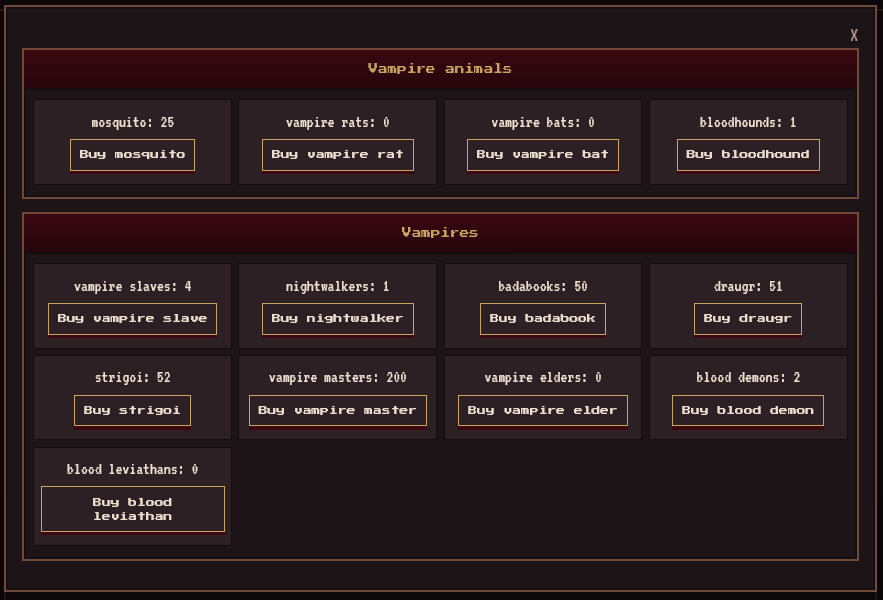 X
Vampire animals
mosquito: 25
Buy mosquito
vampire rats: 0
Buy vampire rat
vampire bats: 0
Buy vampire bat
bloodhounds: 1
Buy bloodhound
Vampires
vampire slaves: 4
Buy vampire slave
nightwalkers: 1
Buy nightwalker
badabooks: 50
Buy badabook
draugr: 51
Buy draugr
strigoi: 52
Buy strigoi
vampire masters: 200
Buy vampire master
vampire elders: 0
Buy vampire elder
blood demons: 2
Buy blood demon
blood leviathans: 0
Buy blood
leviathan